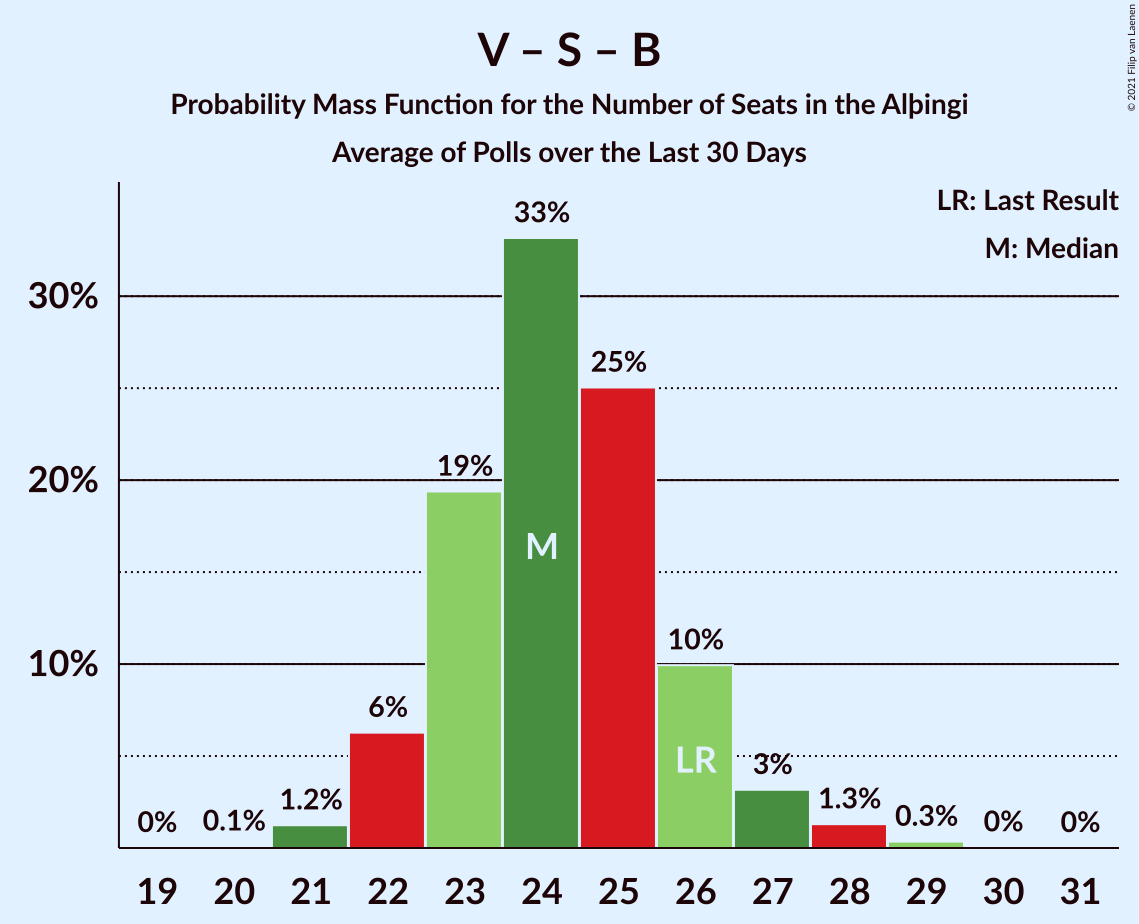 V – S – B
Probability Mass Function for the Number of Seats in the Alþingi
Average of Polls over the Last 30 Days
© 2021 Filip van Laenen
LR: Last Result
M: Median
33%
30%
25%
20%
19%
M
10%
10%
6%
LR
3%
0%
0.1%
1.2%
1.3%
0.3%
0%
0%
19 20 21 22 23 24 25 26 27 28 29 30 31